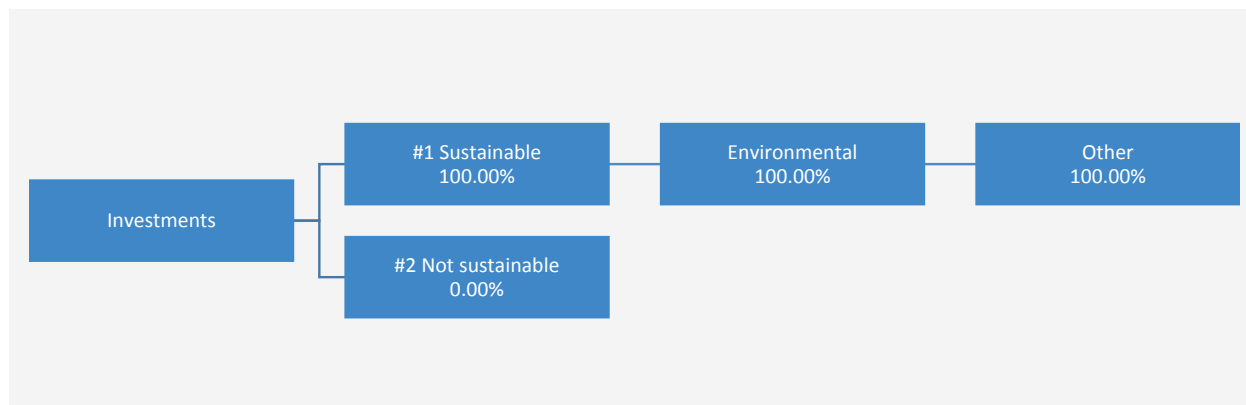 Investments
#1 Sustainable
100.00%
Environmental
100.00%
Other
100.00%
#2 Not sustainable
0.00%